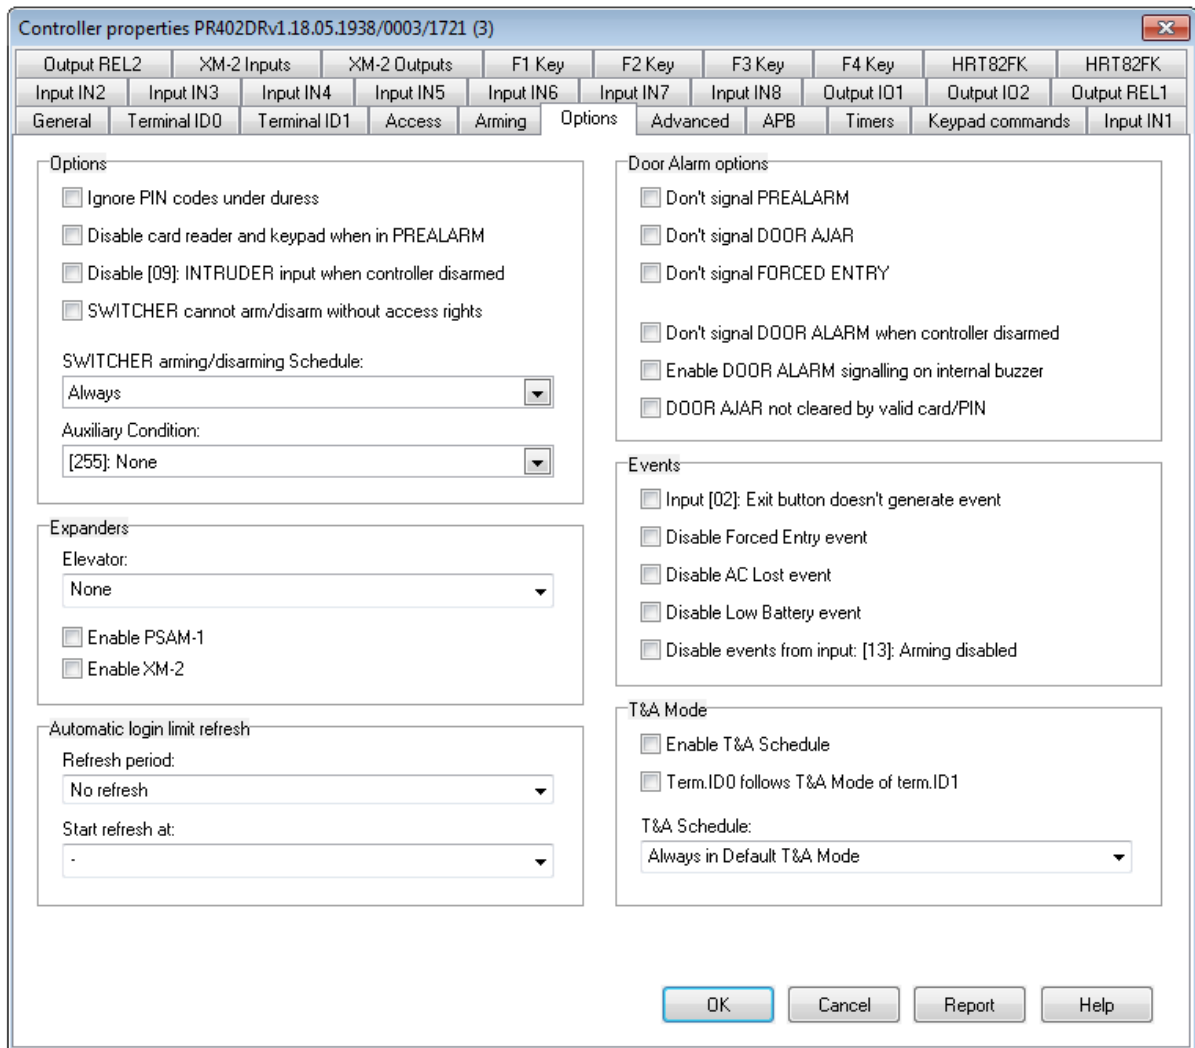 Controller properties PR402DRv1.18.05.1938/0003/1721 (3)
Output REL2 XM-2 Inputs XM-2 Outputs F1 Key F2 Key F3 Key F4 Key HRT82FK HRT82FK
Input IN2 Input IN3 Input IN4 Input IN5 Input IN6 Input IN7 Input IN8 Output IO1 Output IO2 Output REL1
General Terminal ID0 Terminal ID1 Access Arming Options Advanced APB Timers Keypad commands Input IN1
Options
Ignore PIN codes under duress
Disable card reader and keypad when in PREALARM
Disable [09]: INTRUDER input when controller disarmed
SWITCHER cannot arm/disarm without access rights
SWITCHER arming/disarming Schedule:
Always
Auxiliary Condition:
[255]: None
Expanders
Elevator:
None
Enable PSAM-1
Enable XM-2
Automatic login limit refresh
Refresh period:
No refresh
Start refresh at:
-
Door Alarm options
Don't signal PREALARM
Don't signal DOOR AJAR
Don't signal FORCED ENTRY
Don't signal DOOR ALARM when controller disarmed
Enable DOOR ALARM signalling on internal buzzer
DOOR AJAR not cleared by valid card/PIN
Events
Input [02]: Exit button doesn't generate event
Disable Forced Entry event
Disable AC Lost event
Disable Low Battery event
Disable events from input: [13]: Arming disabled
T&A Mode
Enable T&A Schedule
Term.ID0 follows T&A Mode of term.ID1
T&A Schedule:
Always in Default T&A Mode
OK Cancel Report Help